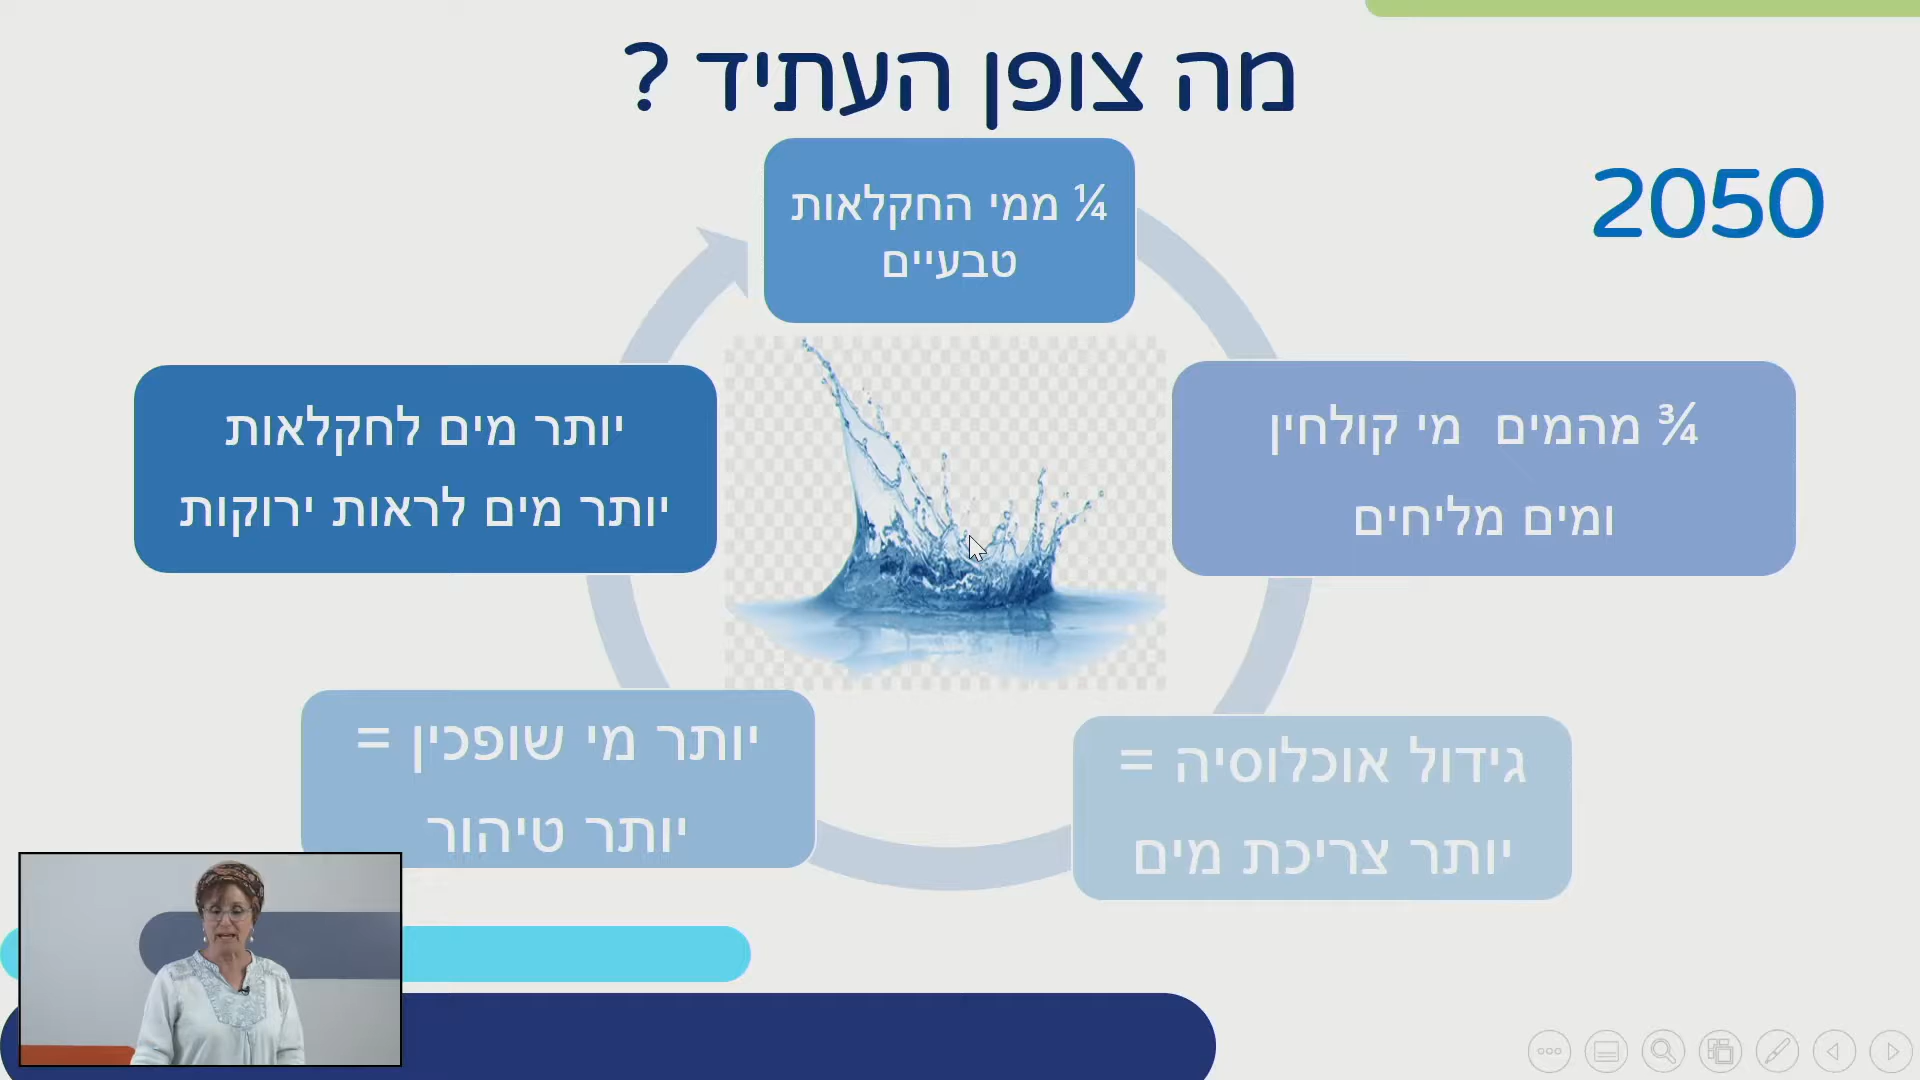 מה צופן העתיד ?
2050
¼ ממי החקלאות
טבעיים
¾ מהמים מי קולחין
ומים מליחים
גידול אוכלוסיה =
יותר צריכת מים
יותר מי שופכין =
יותר טיהור
יותר מים לחקלאות
יותר מים לראות ירוקות